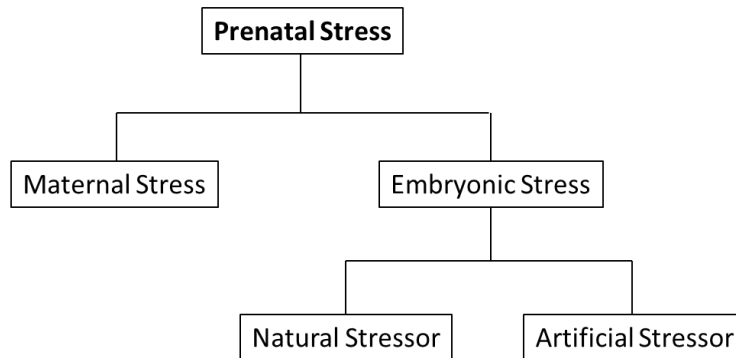 Prenatal Stress
Maternal Stress
Embryonic Stress
Natural Stressor
Artificial Stressor